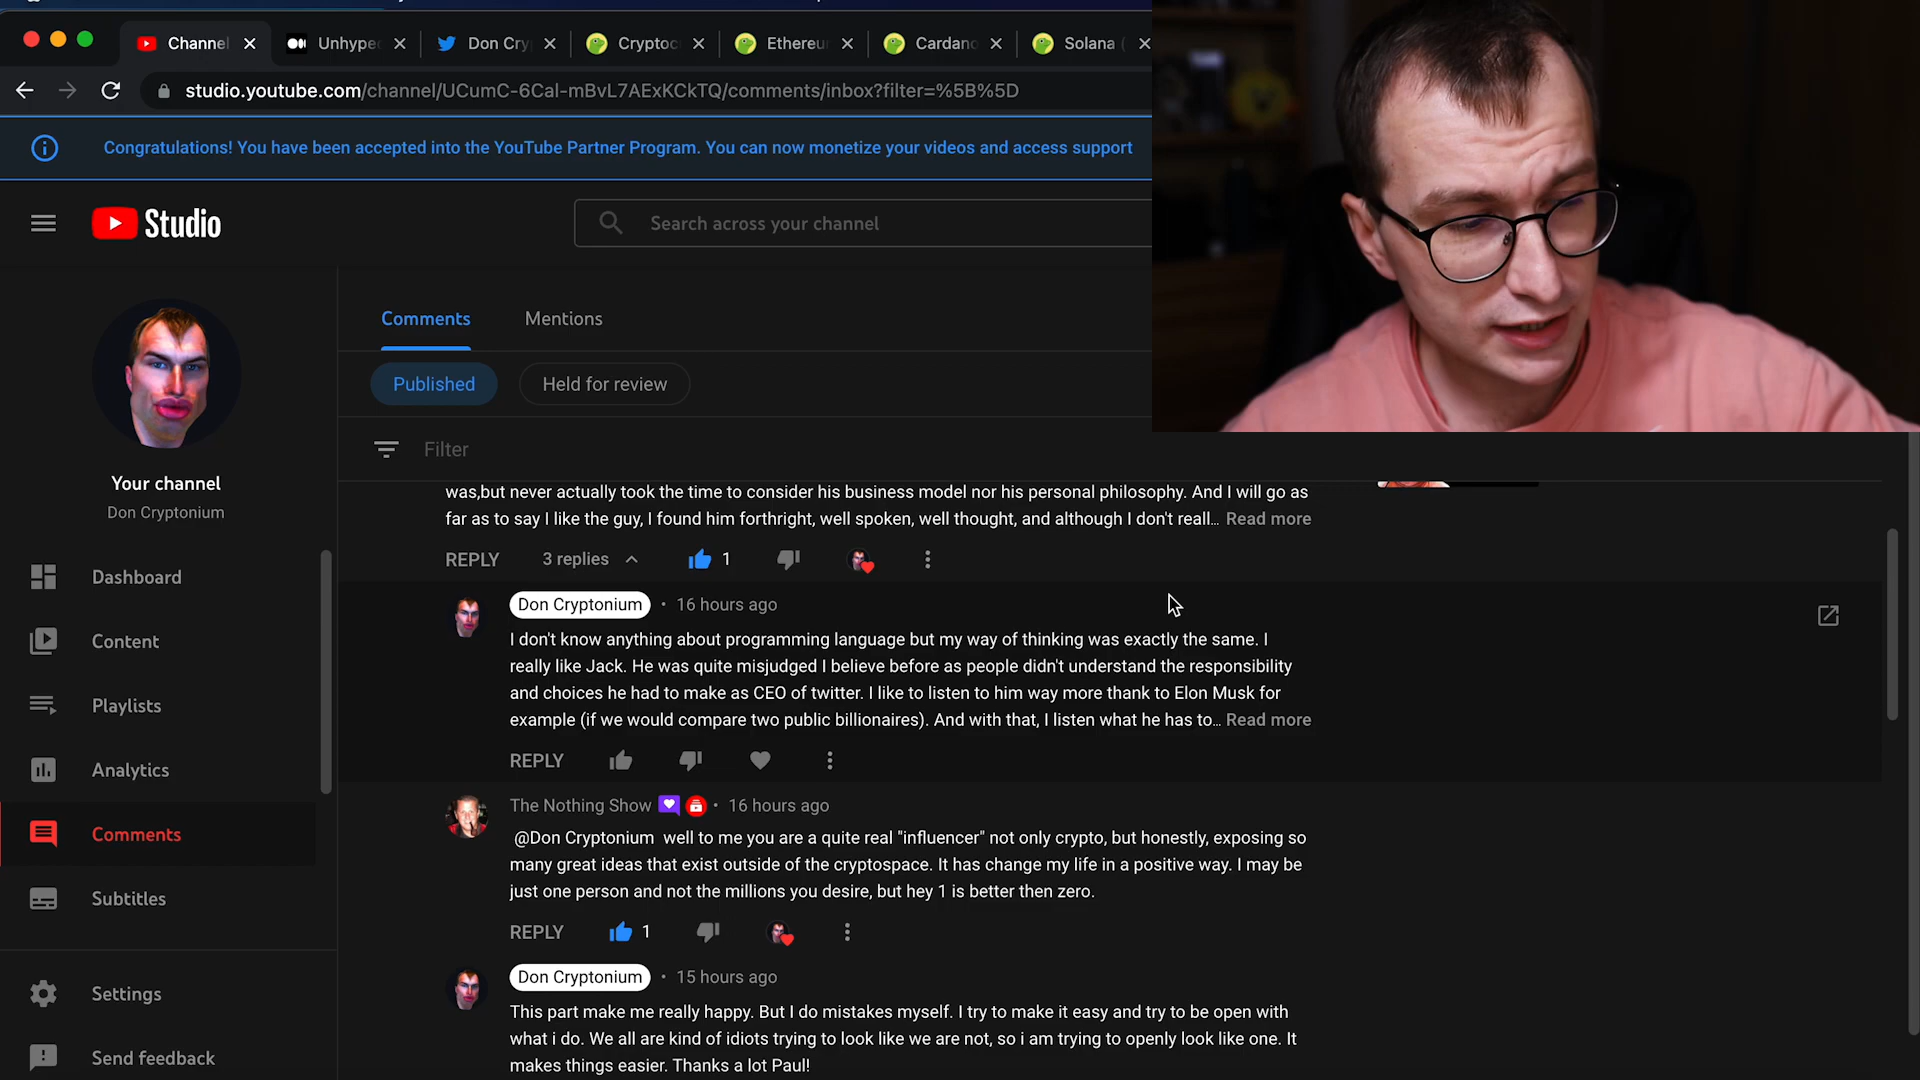 Channel
Unhype
Don Cry
Cryptoc
Ethereu
Cardano
Solana (
studio.youtube.com/channel/UCumC-6Cal-mBvL7AExKCkTQ/comments/inbox?filter=%5B%5D
Congratulations! You have been accepted into the YouTube Partner Program. You can now monetize your videos and access support
Studio
Search across your channel
Comments
Mentions
Published
Held for review
Filter
Your channel
Don Cryptonium
Dashboard
Content
Playlists
Analytics
Comments
Subtitles
Settings
Send feedback
was,but never actually took the time to consider his business model nor his personal philosophy. And I will go as
far as to say I like the guy, I found him forthright, well spoken, well thought, and although I don't reall... Read more
REPLY 3 replies 1
Don Cryptonium • 16 hours ago
I don't know anything about programming language but my way of thinking was exactly the same. I
really like Jack. He was quite misjudged I believe before as people didn't understand the responsibility
and choices he had to make as CEO of twitter. I like to listen to him way more thank to Elon Musk for
example (if we would compare two public billionaires). And with that, I listen what he has to... Read more
REPLY
The Nothing Show • 16 hours ago
@Don Cryptonium well to me you are a quite real "influencer" not only crypto, but honestly, exposing so
many great ideas that exist outside of the cryptospace. It has change my life in a positive way. I may be
just one person and not the millions you desire, but hey 1 is better then zero.
REPLY 1
Don Cryptonium • 15 hours ago
This part make me really happy. But I do mistakes myself. I try to make it easy and try to be open with
what i do. We all are kind of idiots trying to look like we are not, so i am trying to openly look like one. It
makes things easier. Thanks a lot Paul!